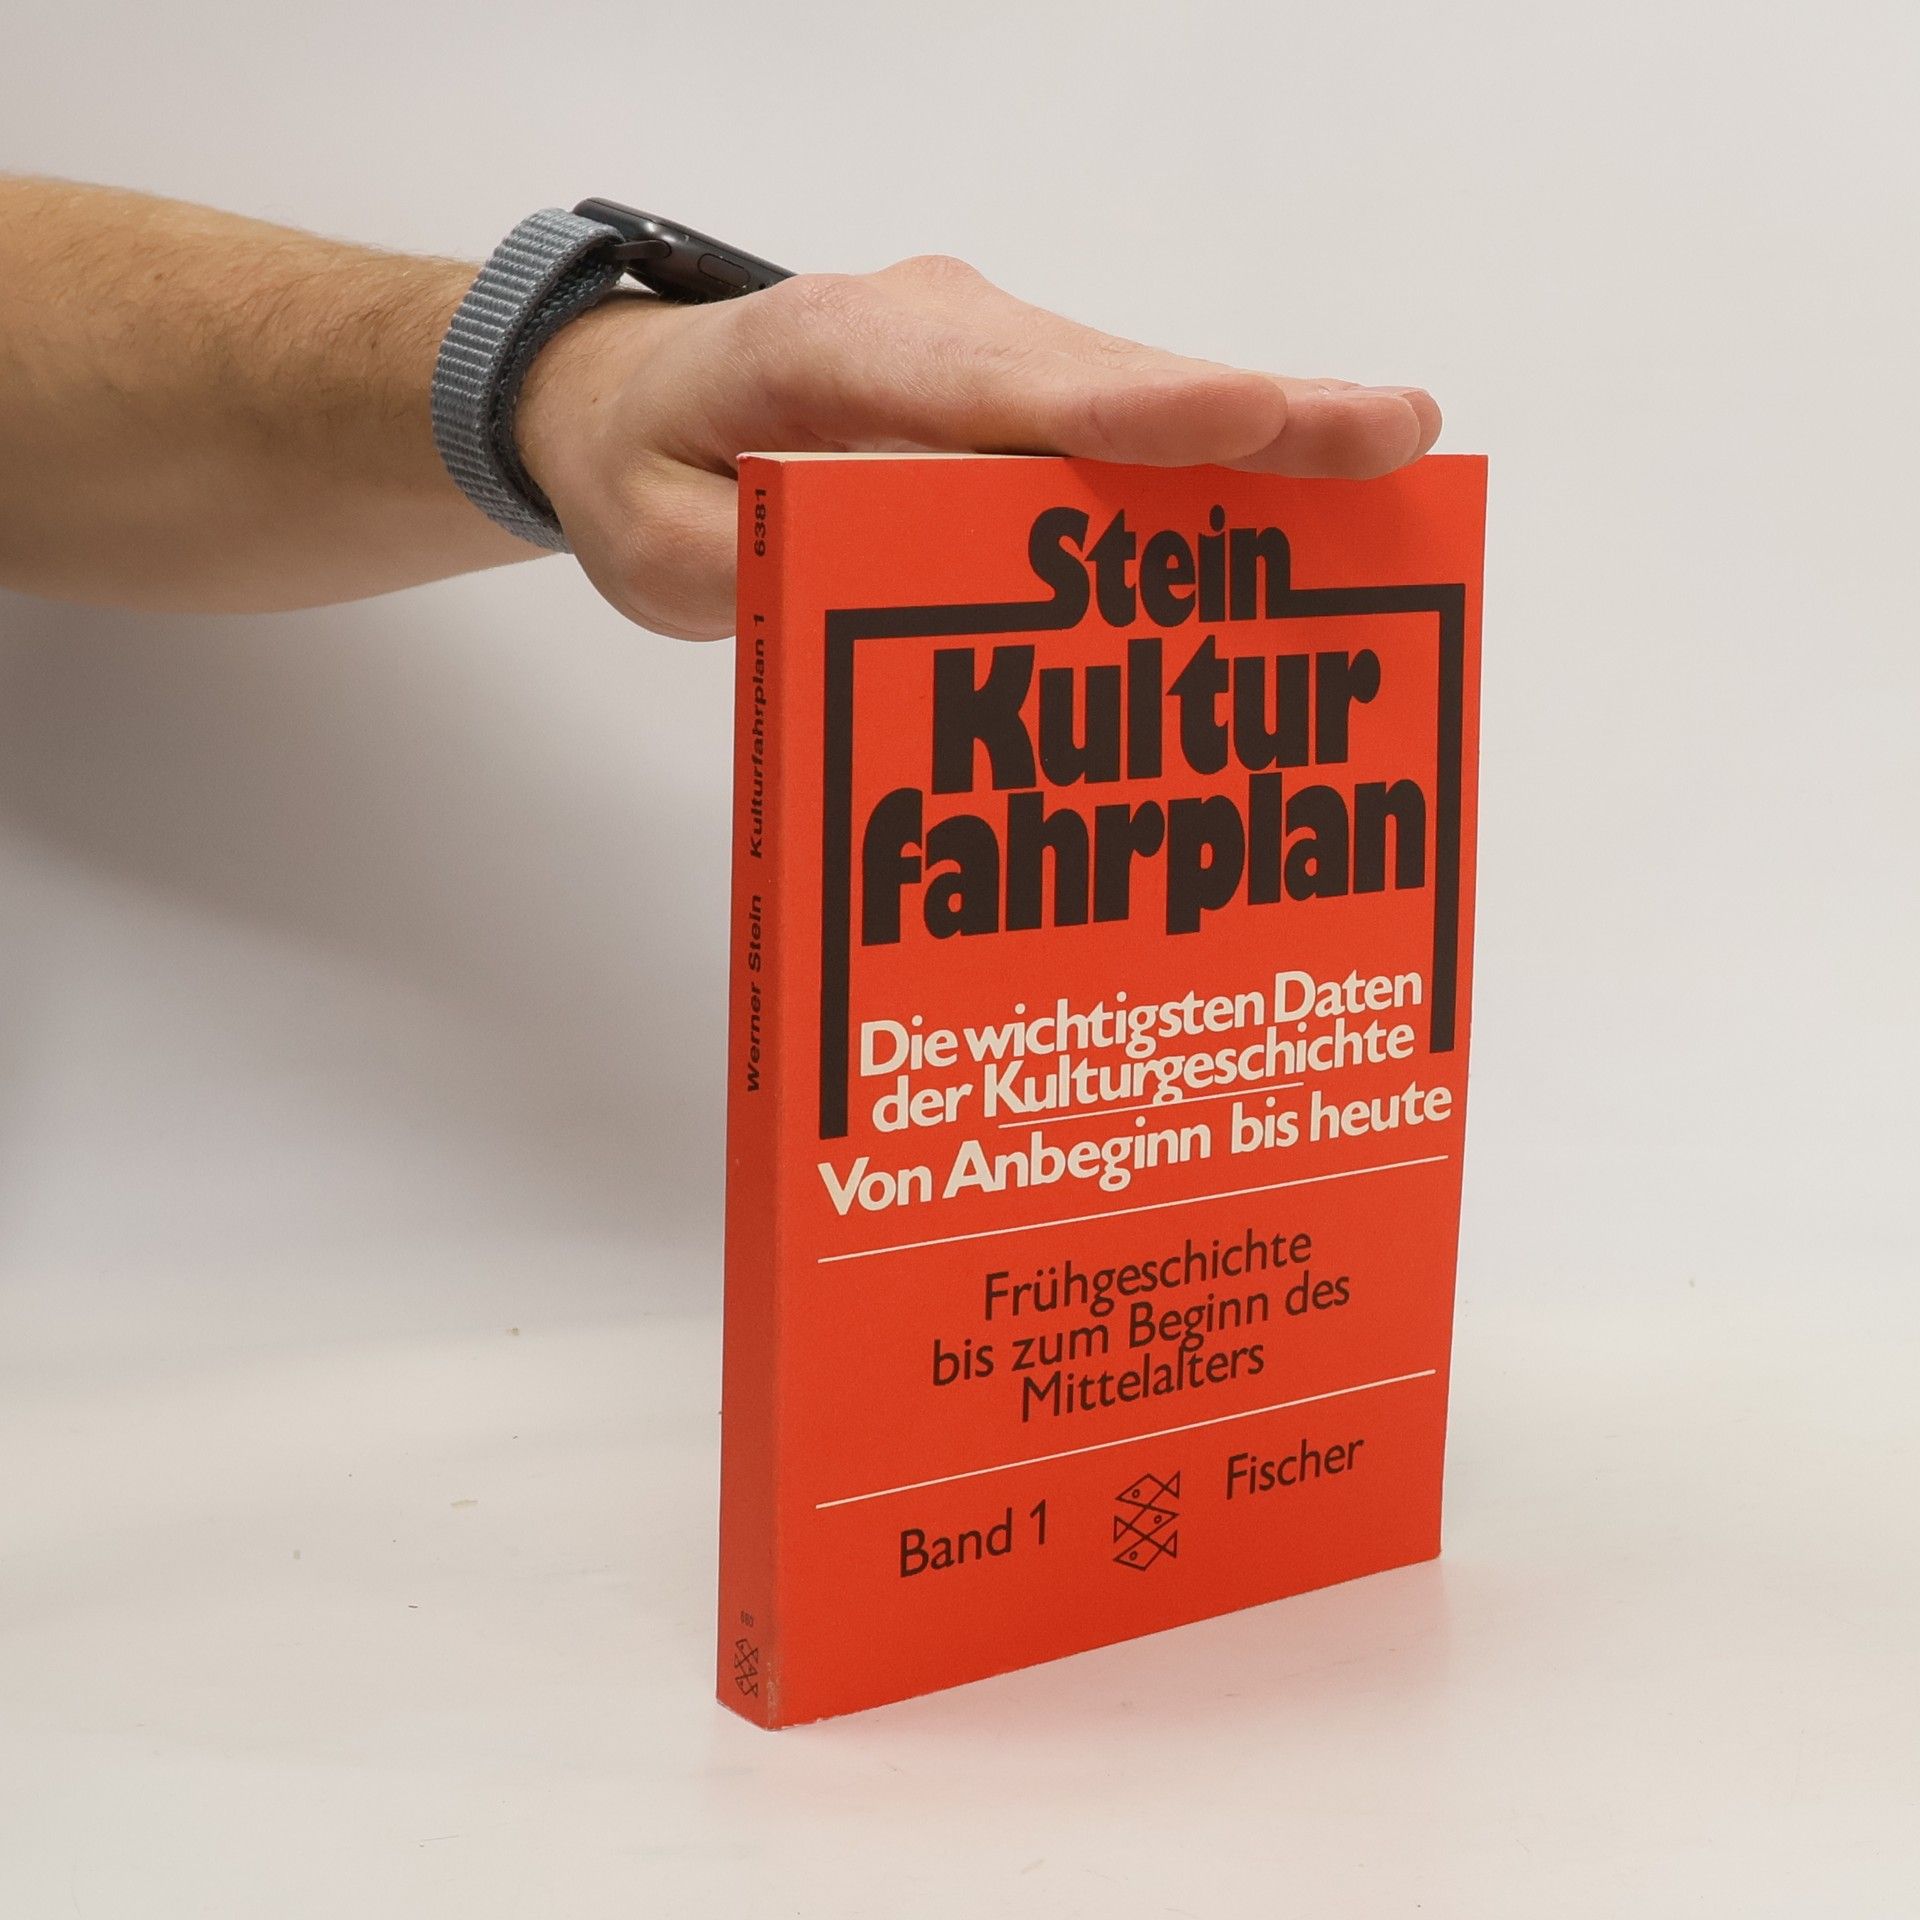 Stein
Kultur
fahrplan
Die wichtigsten Daten
der Kulturgeschichte
Von Anbeginn bis heute
Frühgeschichte
bis zum Beginn des
Mittelalters
Band 1
Fischer
Werner Stein Kulturfahrplan 1 6381